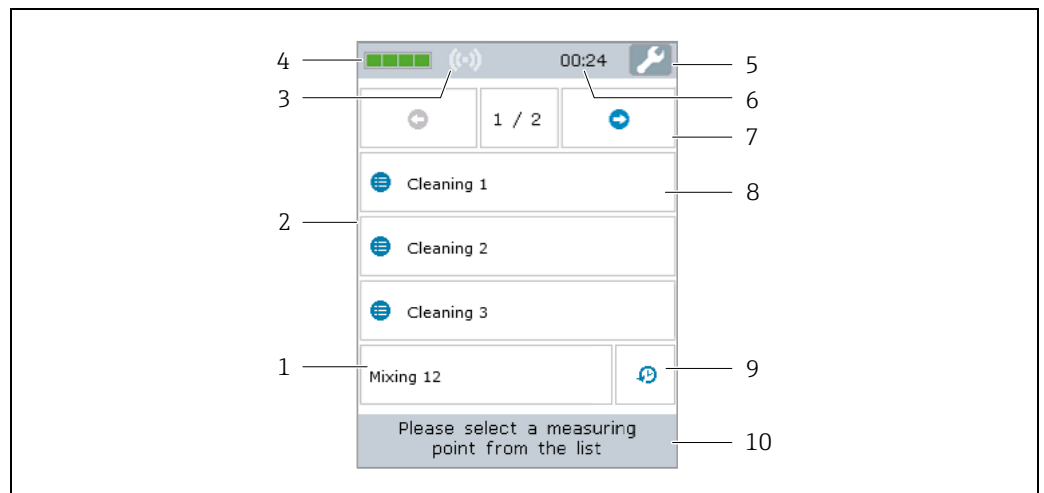 4
00:24
5
3
6
1 / 2
7
Cleaning 1
8
2
Cleaning 2
Cleaning 3
1
Mixing 12
9
Please select a measuring
point from the list
10